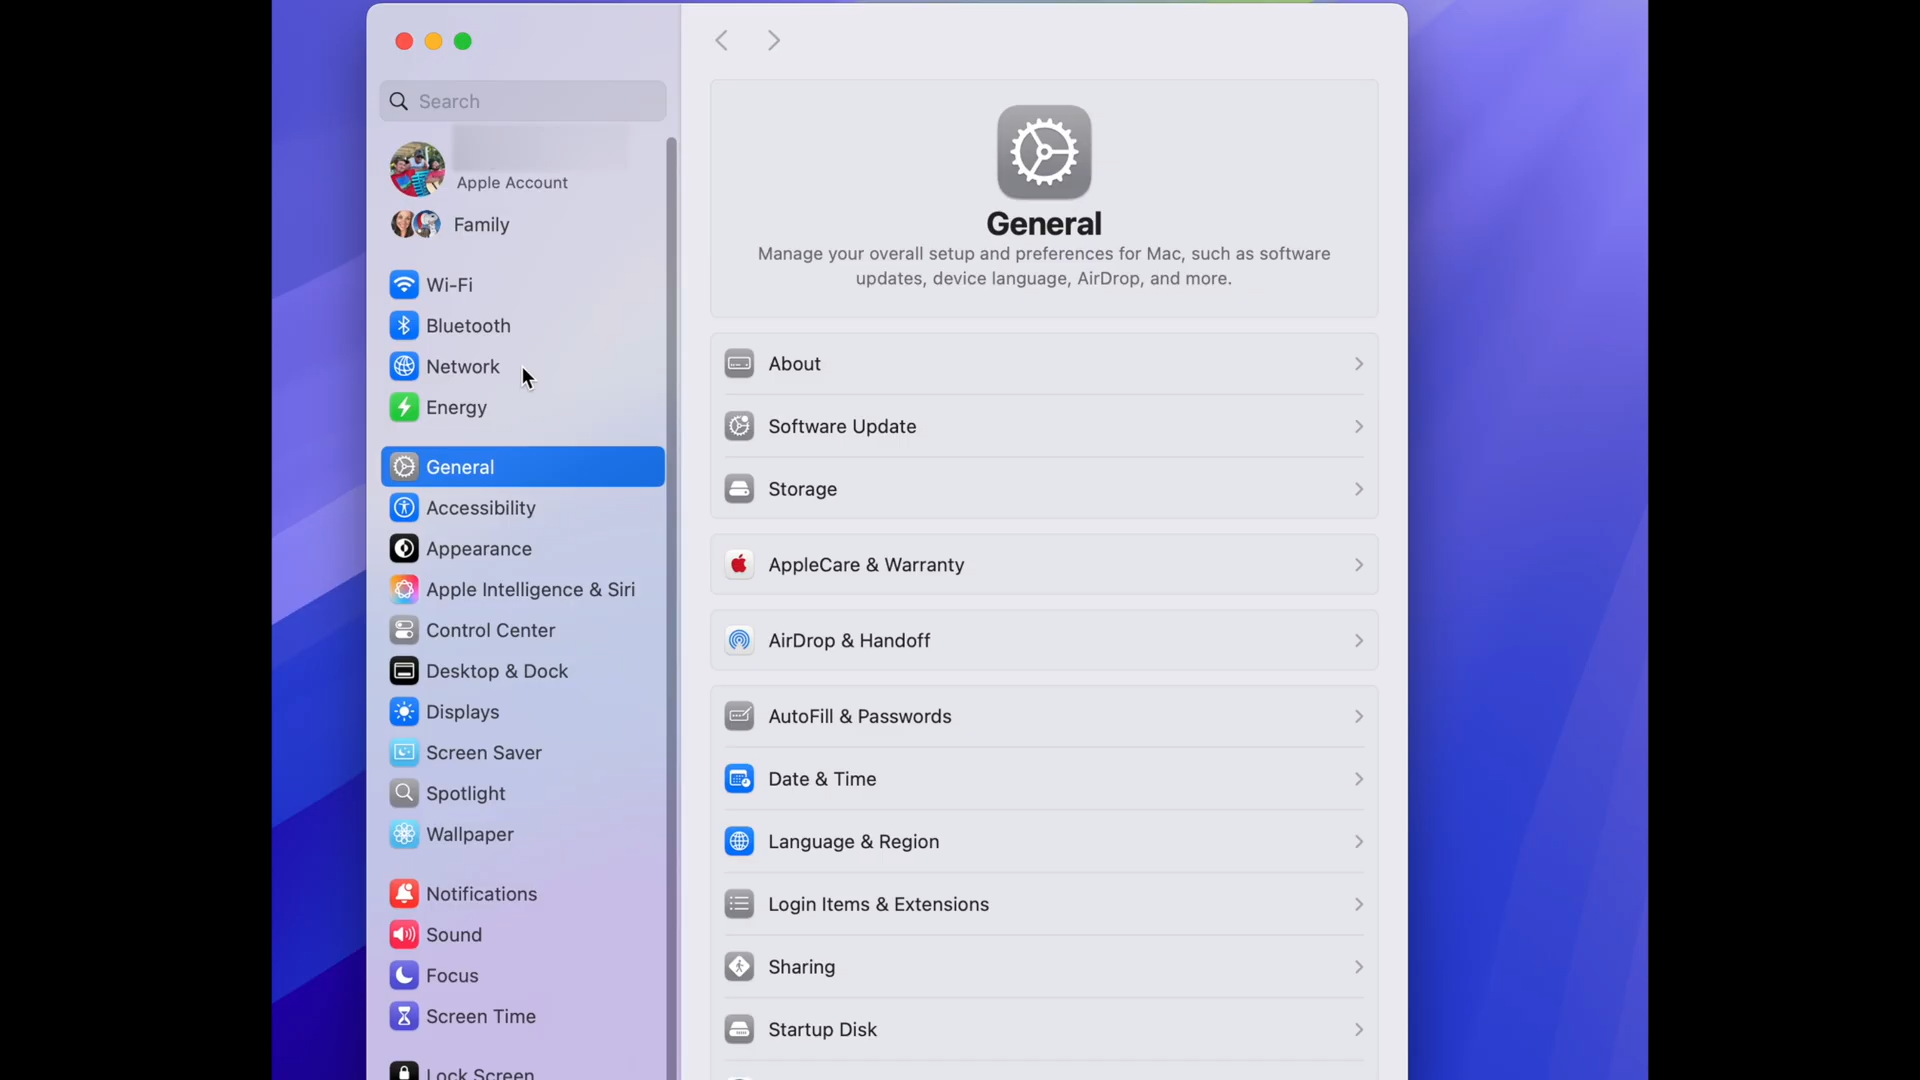 Search
Apple Account
Family
Wi-Fi
Bluetooth
Network
Energy
General
Accessibility
Appearance
Apple Intelligence & Siri
Control Center
Desktop & Dock
Displays
Screen Saver
Spotlight
Wallpaper
Notifications
Sound
Focus
Screen Time
Lock Screen
General
Manage your overall setup and preferences for Mac, such as software
updates, device language, AirDrop, and more.
About
Software Update
Storage
AppleCare & Warranty
AirDrop & Handoff
AutoFill & Passwords
Date & Time
Language & Region
Login Items & Extensions
Sharing
Startup Disk